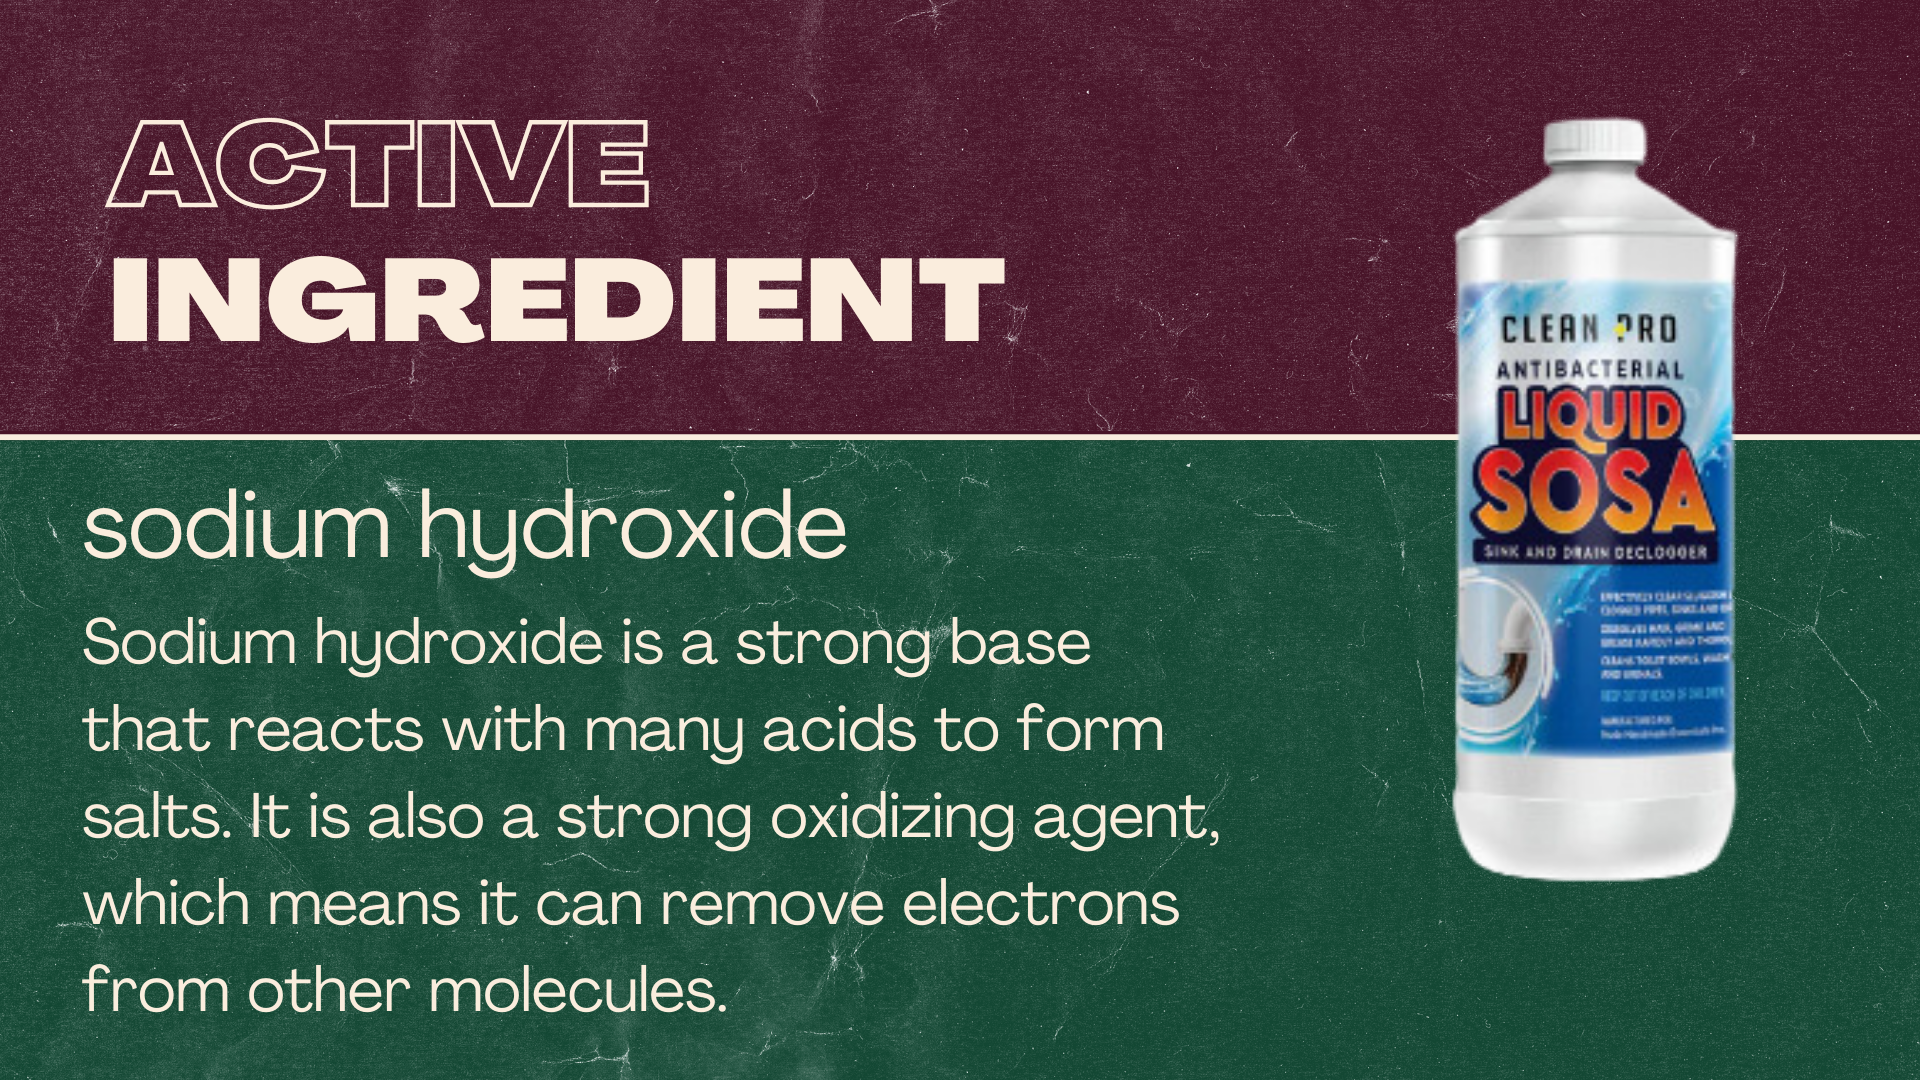 ACTIVE
INGREDIENT
sodium hydroxide
Sodium hydroxide is a strong base
that reacts with many acids to form
salts. It is also a strong oxidizing agent,
which means it can remove electrons
from other molecules.
CLEAN PRO
ANTIBACTERIAL
LIQUID
SOSA
SINK AND DRAIN DECLOGGER